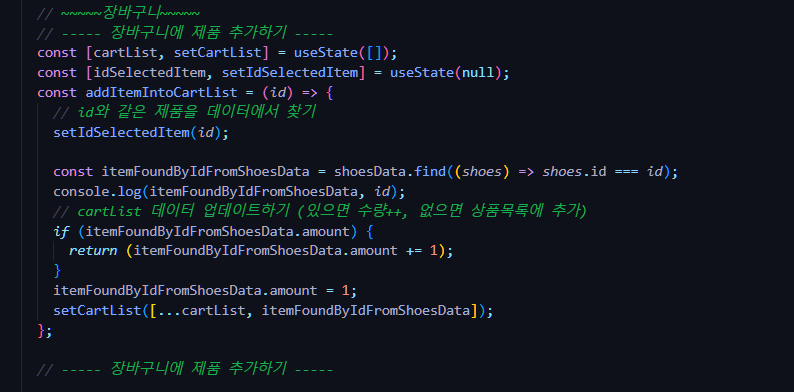 // ~~~~~장바구니~~~~~
// ----- 장바구니에 제품 추가하기 -----
const [cartList, setCartList] = useState([]);
const [idSelectedItem, setIdSelectedItem] = useState(null);
const addItemIntoCartList = (id) => {
// id와 같은 제품을 데이터에서 찾기
setIdSelectedItem(id);
const itemFoundByIdFromShoesData = shoesData.find((shoes) => shoes.id === id);
console.log(itemFoundByIdFromShoesData, id);
// cartList 데이터 업데이트하기 (있으면 수량++, 없으면 상품목록에 추가)
if (itemFoundByIdFromShoesData.amount) {
return (itemFoundByIdFromShoesData.amount += 1);
}
itemFoundByIdFromShoesData.amount = 1;
setCartList([...cartList, itemFoundByIdFromShoesData]);
};
// ----- 장바구니에 제품 추가하기 -----